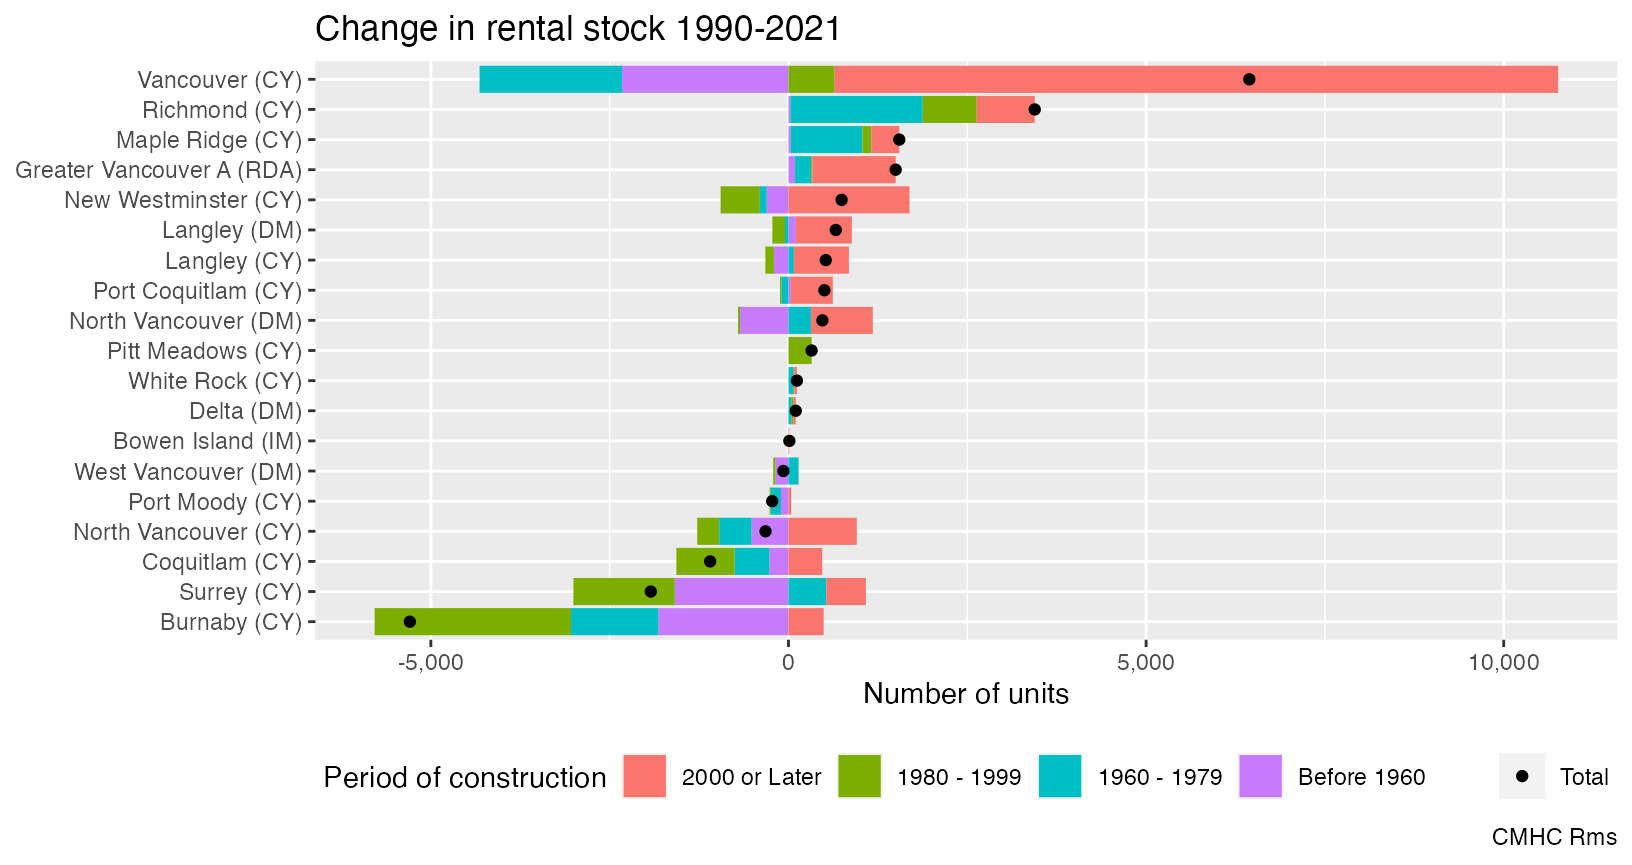 Change in rental stock 1990-2021
Vancouver (CY)
Richmond (CY)
Maple Ridge (CY)
Greater Vancouver A (RDA)
New Westminster (CY)
Langley (DM)
Langley (CY)
Port Coquitlam (CY)
North Vancouver (DM)
Pitt Meadows (CY)
White Rock (CY)
Delta (DM)
Bowen Island (IM)
West Vancouver (DM)
Port Moody (CY)
North Vancouver (CY)
Coquitlam (CY)
Surrey (CY)
Burnaby (CY)
-5,000 0 5,000 10,000
Number of units
Period of construction 2000 or Later 1980 - 1999 1960 - 1979 Before 1960 Total
CMHC Rms